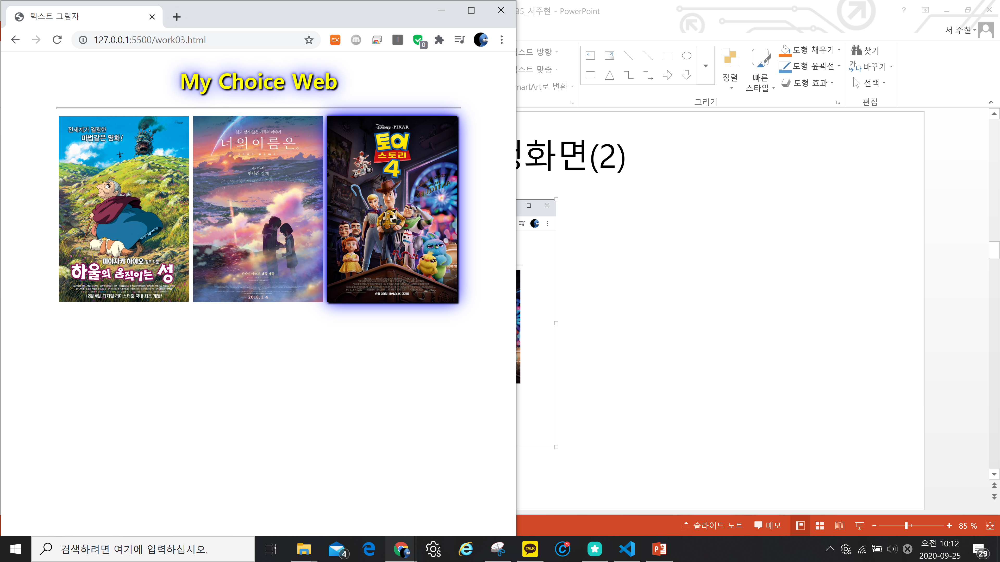 텍스트 그림자
127.0.0.1:5500/work03.html
EX
0
My Choice Web
전세계가 열광한
마법같은 영화!
미야자키 하야오 감독 작품
하울의 움직이는 성
12월 4일, 디지털 리마스터링 국내 최초 개봉!
잊고 싶지 않은 기적의 이야기
너의이름은。
your name.
꼭 다시,
만나러 갈게
신카이 마코토 감독 작품
2018.1.4
Disney·PIXAR
토이
스토리
4
SECOND CHANCE
ANTIQUES
6월 20일 IMAX 대개봉
35_서주현 - PowerPoint
서 주현
스트 방향
스트 맞춤
martArt로 변환
정렬
빠른
스타일
도형 채우기
도형 윤곽선
도형 효과
그리기
찾기
바꾸기
선택
편집
화면(2)
슬라이드 노트
메모
85 %
검색하려면 여기에 입력하십시오.
4
TALK
오전 10:12
2020-09-25
29